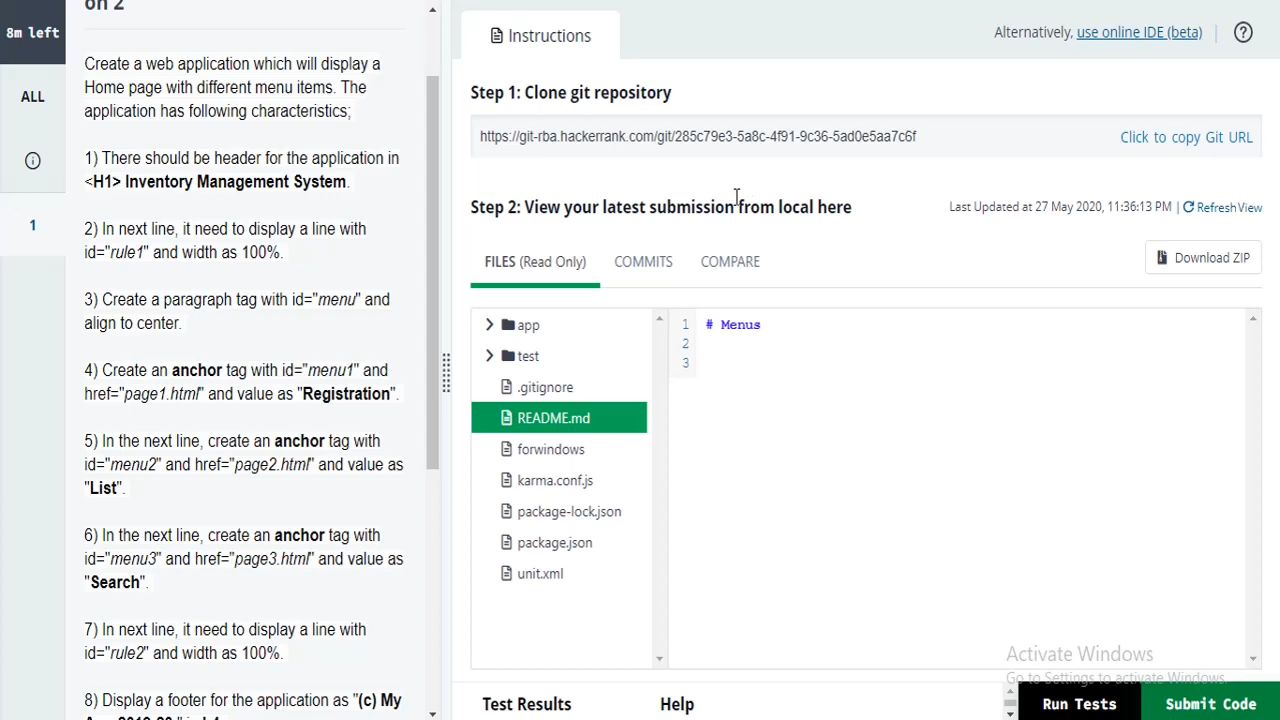 on 2
8m left
ALL
1
Create a web application which will display a
Home page with different menu items. The
application has following characteristics;
1) There should be header for the application in
<H1> Inventory Management System.
2) In next line, it need to display a line with
id="rule1" and width as 100%.
3) Create a paragraph tag with id="menu" and
align to center.
4) Create an anchor tag with id="menu1" and
href="page1.html" and value as "Registration".
5) In the next line, create an anchor tag with
id="menu2" and href="page2.html" and value as
"List".
6) In the next line, create an anchor tag with
id="menu3" and href="page3.html" and value as
"Search".
7) In next line, it need to display a line with
id="rule2" and width as 100%.
8) Display a footer for the application as "(c) My
Instructions
Alternatively, use online IDE (beta)
Step 1: Clone git repository
https://git-rba.hackerrank.com/git/285c79e3-5a8c-4f91-9c36-5ad0e5aa7c6f
Click to copy Git URL
Step 2: View your latest submission from local here
Last Updated at 27 May 2020, 11:36:13 PM | Refresh View
FILES (Read Only)
COMMITS
COMPARE
Download ZIP
app
test
.gitignore
README.md
forwindows
karma.conf.js
package-lock.json
package.json
unit.xml
1 # Menus
2
3
Activate Windows
Go to Settings to activate Windows.
Test Results
Help
Run Tests
Submit Code